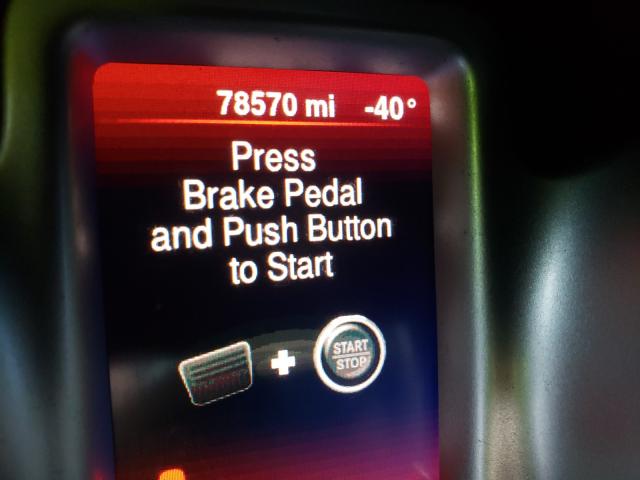 78570 mi -40°
Press
Brake Pedal
and Push Button
to Start
START
STOP